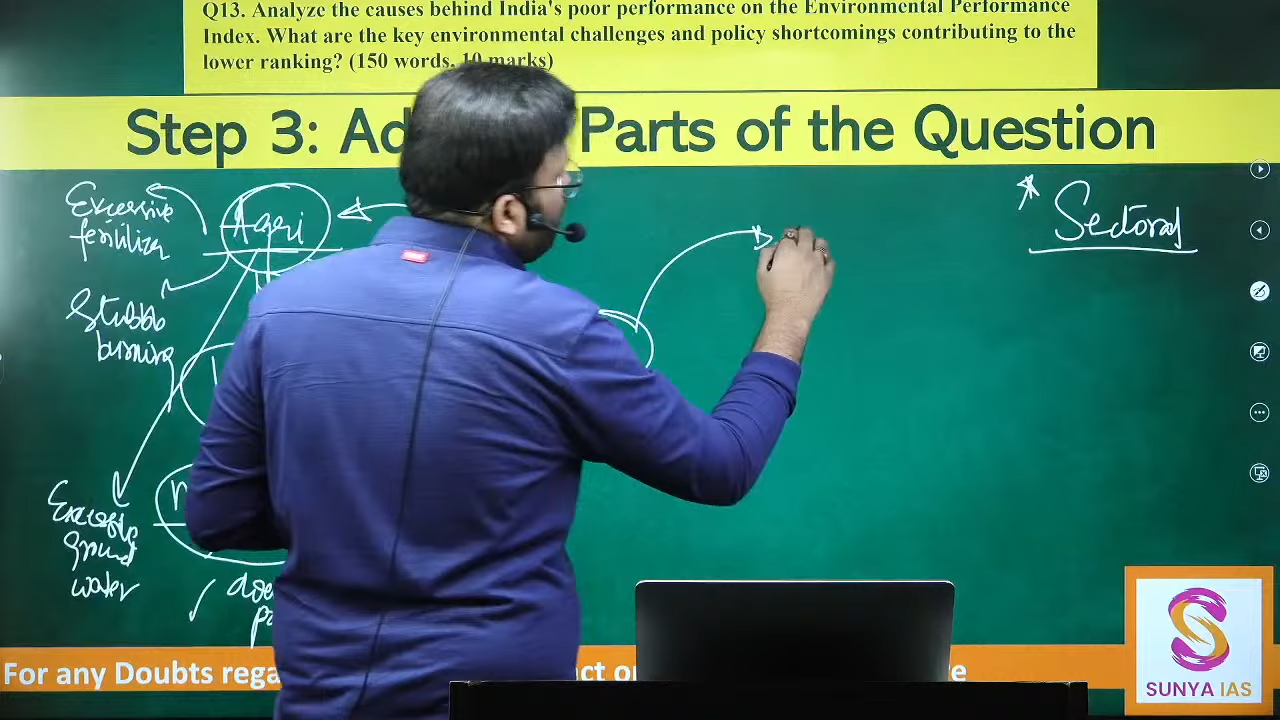 Q13. Analyze the causes behind India's poor performance on the Environmental Performance
Index. What are the key environmental challenges and policy shortcomings contributing to the
lower ranking? (150 words, 10 marks)
Step 3: Ad Parts of the Question
Excessive
fertilizer
Agri
* Sectoral
Stubble
burning
ground
water
For any Doubts rega
SUNYA IAS